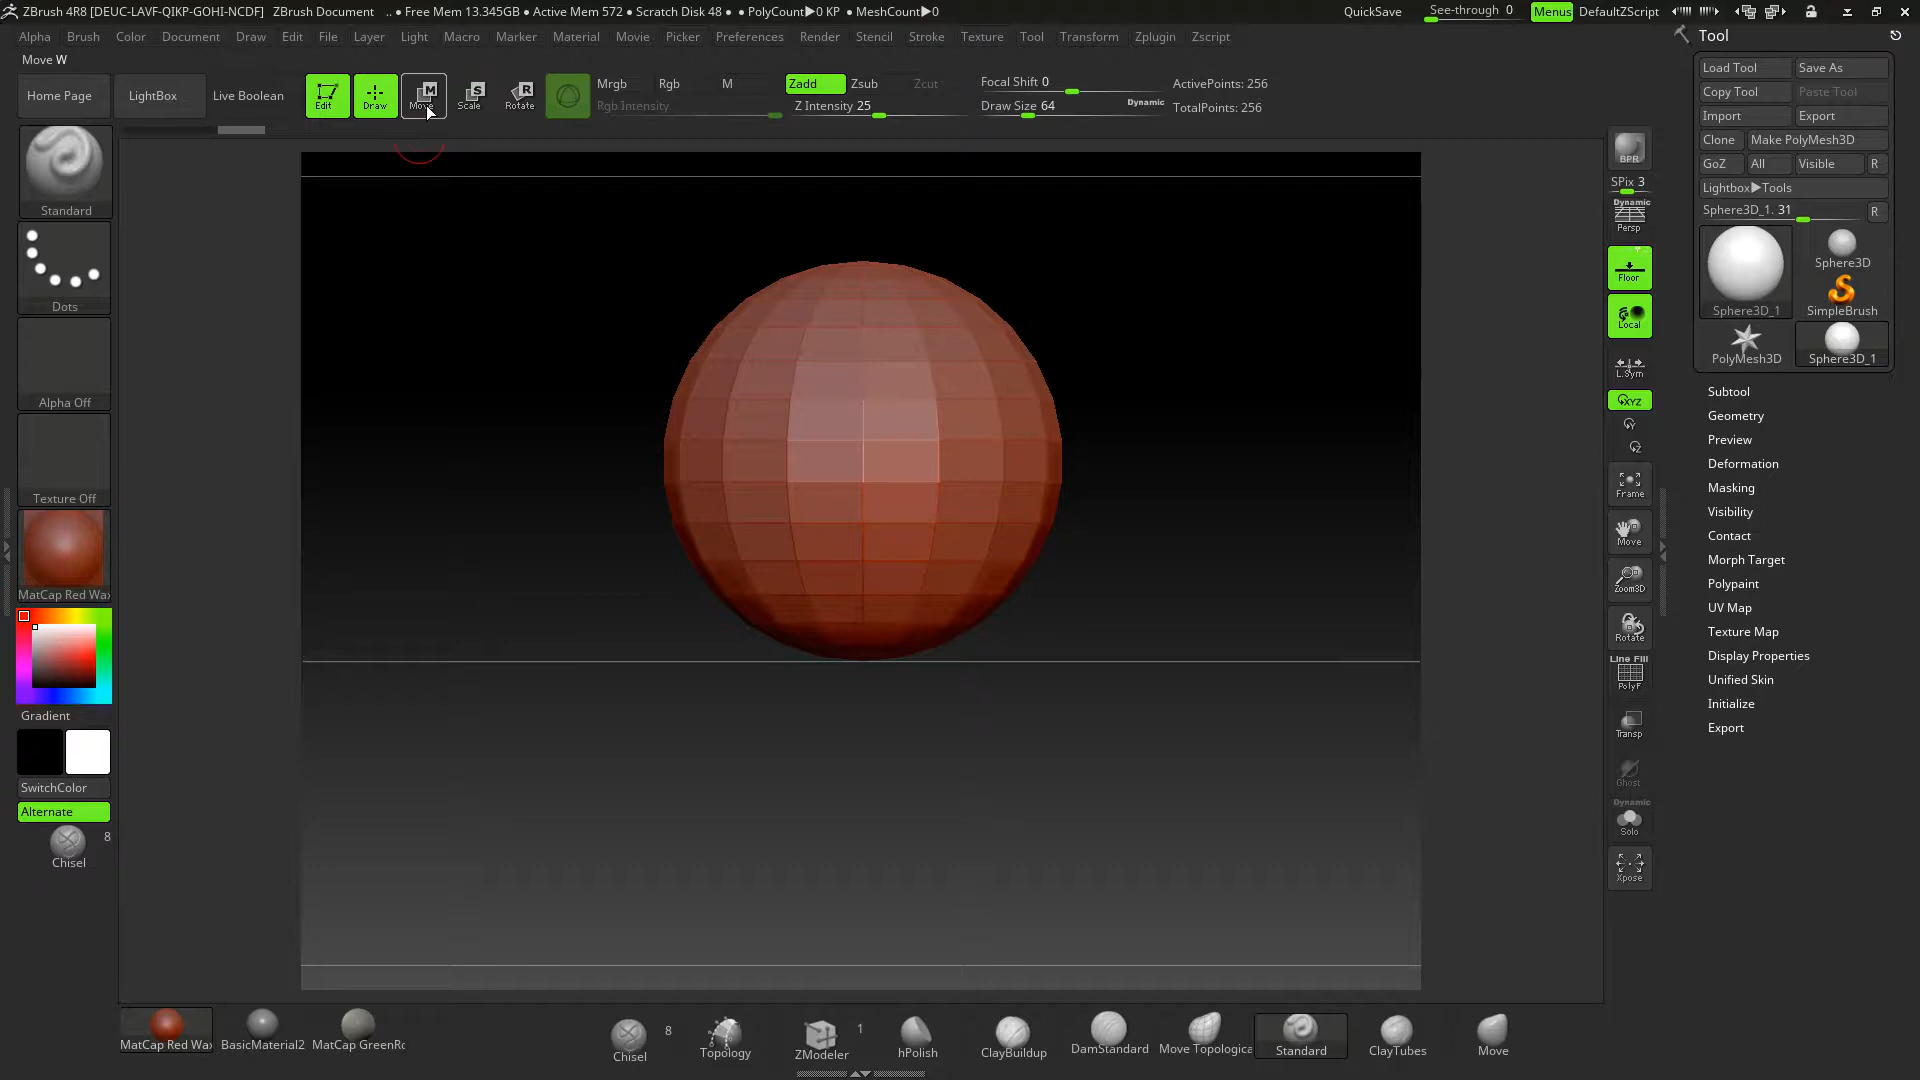 ZBrush 4R8 [DEUC-LAVF-QIKP-GOHI-NCDF] ZBrush Document .. • Free Mem 13.345GB • Active Mem 572 • Scratch Disk 48 • PolyCount▶0 KP • MeshCount▶0 QuickSave See-through 0 Menus DefaultZScript
Alpha Brush Color Document Draw Edit File Layer Light Macro Marker Material Movie Picker Preferences Render Stencil Stroke Texture Tool Transform Zplugin Zscript
Move W
Home Page LightBox Live Boolean Edit Draw Move Scale Rotate
Mrgb Rgb M Zadd Zsub Zcut Focal Shift 0 ActivePoints: 256
Rgb Intensity Z Intensity 25 Draw Size 64 Dynamic TotalPoints: 256
Standard
Dots
Alpha Off
Texture Off
MatCap Red Wax
Gradient
SwitchColor
Alternate
8
Chisel
BPR
SPix 3
Dynamic
Persp
Floor
Local
L.Sym
XYZ
Y
Z
Frame
Move
Zoom3D
Rotate
Line Fill
PolyF
Transp
Ghost
Dynamic
Solo
Xpose
Tool
Load Tool Save As
Copy Tool Paste Tool
Import Export
Clone Make PolyMesh3D
GoZ All Visible R
Lightbox▶Tools
Sphere3D_1. 31 R
Sphere3D_1 Sphere3D
SimpleBrush
PolyMesh3D Sphere3D_1
Subtool
Geometry
Preview
Deformation
Masking
Visibility
Contact
Morph Target
Polypaint
UV Map
Texture Map
Display Properties
Unified Skin
Initialize
Export
MatCap Red Wax BasicMaterial2 MatCap GreenRo
Chisel 8 Topology ZModeler 1 hPolish ClayBuildup DamStandard Move Topologica Standard ClayTubes Move